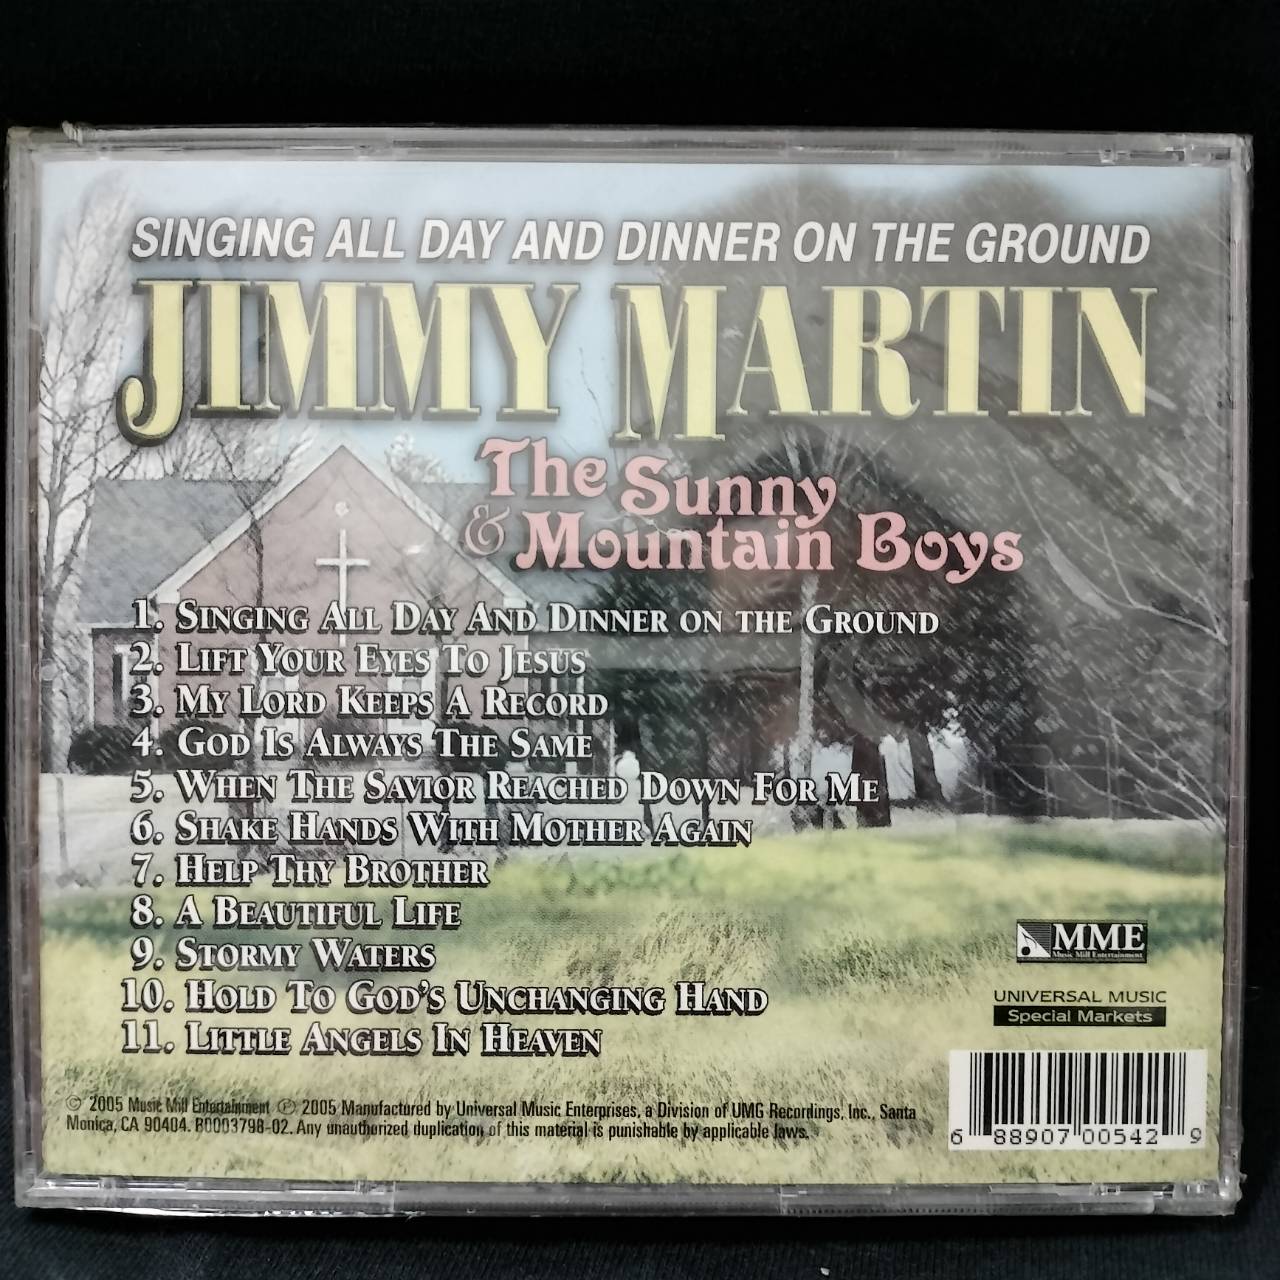 SINGING ALL DAY AND DINNER ON THE GROUND
JIMMY MARTIN
The Sunny
& Mountain Boys
1. SINGING ALL DAY AND DINNER ON THE GROUND
2. LIFT YOUR EYES TO JESUS
3. MY LORD KEEPS A RECORD
4. GOD IS ALWAYS THE SAME
5. WHEN THE SAVIOR REACHED DOWN FOR ME
6. SHAKE HANDS WITH MOTHER AGAIN
7. HELP THY BROTHER
8. A BEAUTIFUL LIFE
9. STORMY WATERS
10. HOLD TO GOD'S UNCHANGING HAND
11. LITTLE ANGELS IN HEAVEN
MME
Music Mill Entertainment
UNIVERSAL MUSIC
Special Markets
© 2005 Music Mill Entertainment ℗ 2005 Manufactured by Universal Music Enterprises, a Division of UMG Recordings, Inc., Santa
Monica, CA 90404. B0003798-02. Any unauthorized duplication of this material is punishable by applicable laws.
6 88907 00542 9